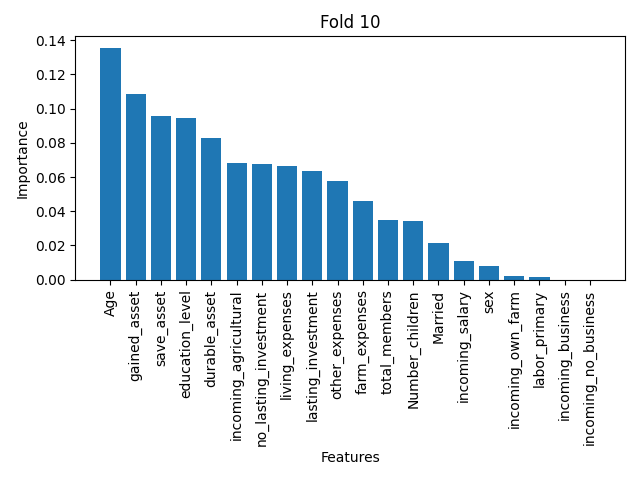 Fold 10
0.14
0.12
0.10
0.08
0.06
0.04
0.02
0.00
Importance
Age
gained_asset
save_asset
education_level
durable_asset
incoming_agricultural
no_lasting_investment
living_expenses
lasting_investment
other_expenses
farm_expenses
total_members
Number_children
Married
incoming_salary
sex
incoming_own_farm
labor_primary
incoming_business
incoming_no_business
Features